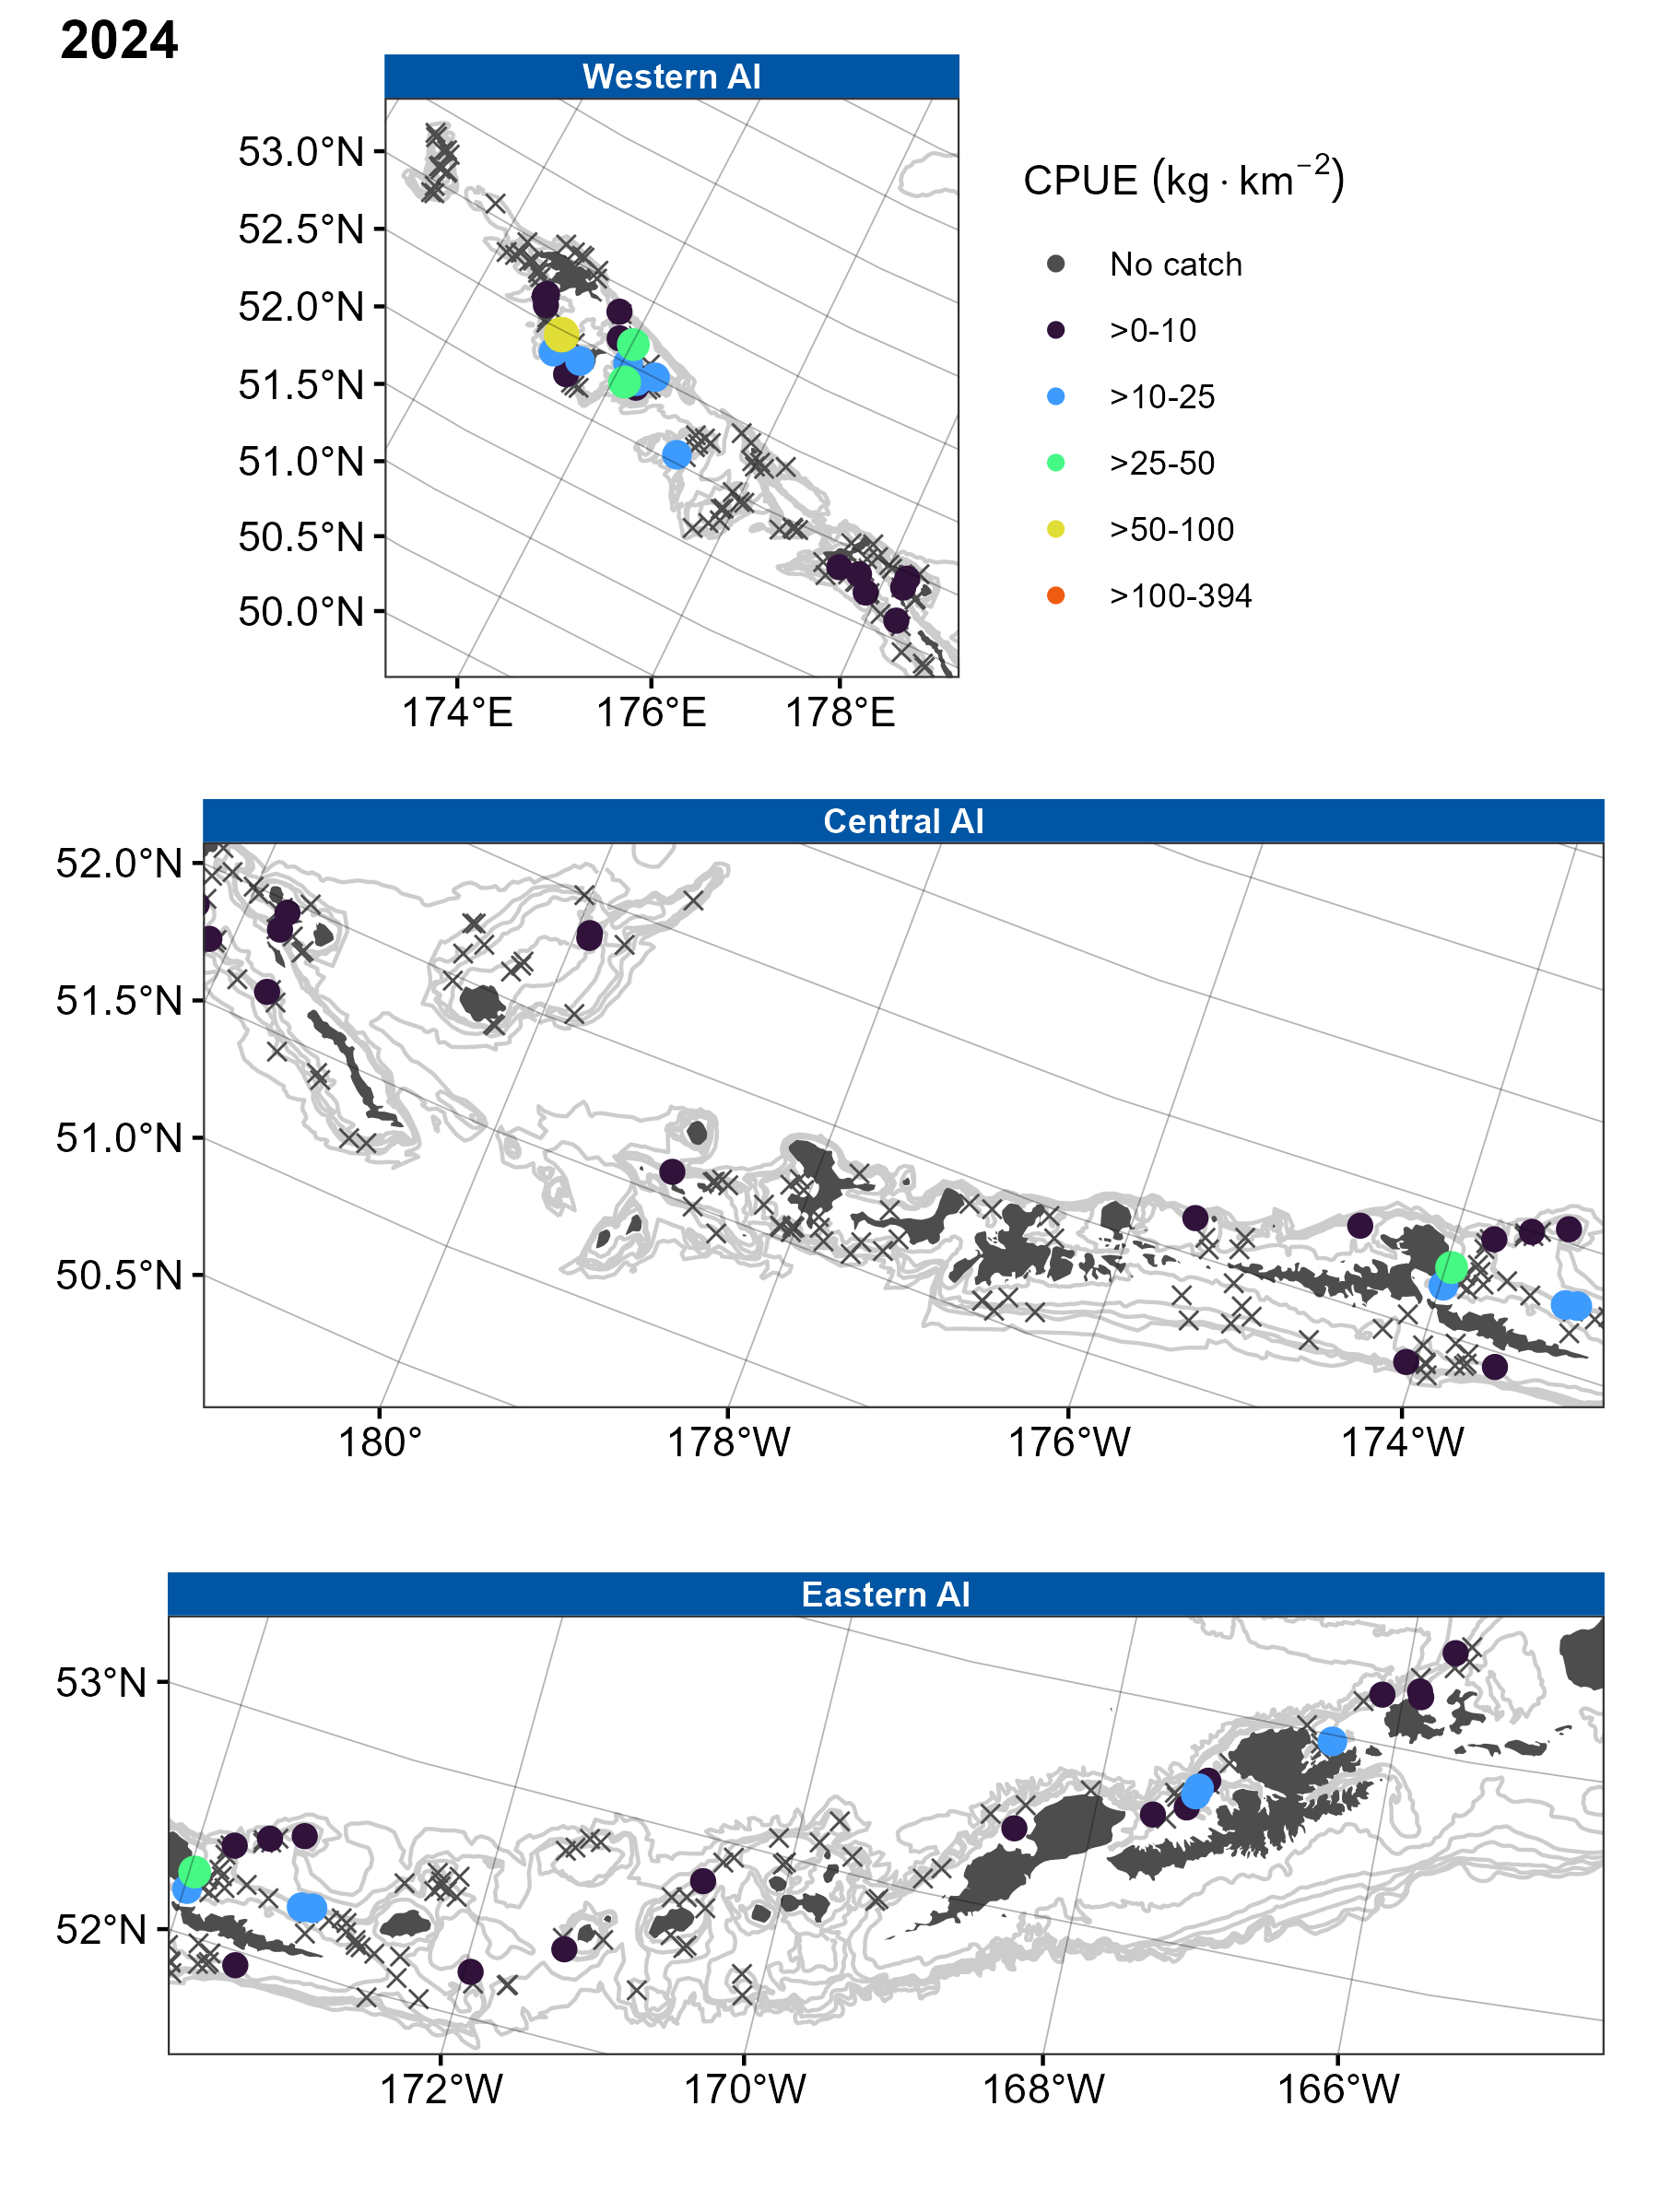 2024
Western AI
53.0°N
52.5°N
52.0°N
51.5°N
51.0°N
50.5°N
50.0°N
174°E 176°E 178°E
CPUE (kg · km⁻²)
No catch
>0-10
>10-25
>25-50
>50-100
>100-394
Central AI
52.0°N
51.5°N
51.0°N
50.5°N
180° 178°W 176°W 174°W
Eastern AI
53°N
52°N
172°W 170°W 168°W 166°W